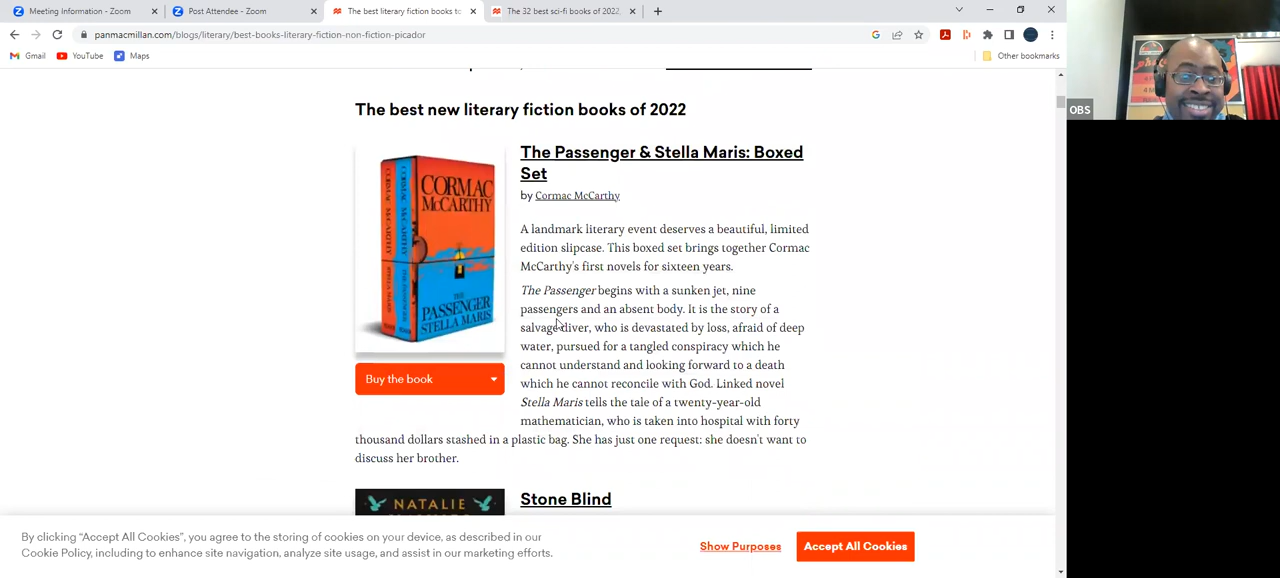 Meeting Information - Zoom
Post Attendee - Zoom
The best literary fiction books to
The 32 best sci-fi books of 2022
panmacmillan.com/blogs/literary/best-books-literary-fiction-non-fiction-picador
Gmail
YouTube
Maps
Other bookmarks
OBS
The best new literary fiction books of 2022
CORMAC
McCARTHY
THE
PASSENGER
STELLA MARIS
Buy the book
The Passenger & Stella Maris: Boxed
Set
by Cormac McCarthy
A landmark literary event deserves a beautiful, limited
edition slipcase. This boxed set brings together Cormac
McCarthy's first novels for sixteen years.
The Passenger begins with a sunken jet, nine
passengers and an absent body. It is the story of a
salvage diver, who is devastated by loss, afraid of deep
water, pursued for a tangled conspiracy which he
cannot understand and looking forward to a death
which he cannot reconcile with God. Linked novel
Stella Maris tells the tale of a twenty-year-old
mathematician, who is taken into hospital with forty
thousand dollars stashed in a plastic bag. She has just one request: she doesn't want to
discuss her brother.
NATALIE
Stone Blind
By clicking “Accept All Cookies”, you agree to the storing of cookies on your device, as described in our
Cookie Policy, including to enhance site navigation, analyze site usage, and assist in our marketing efforts.
Show Purposes
Accept All Cookies